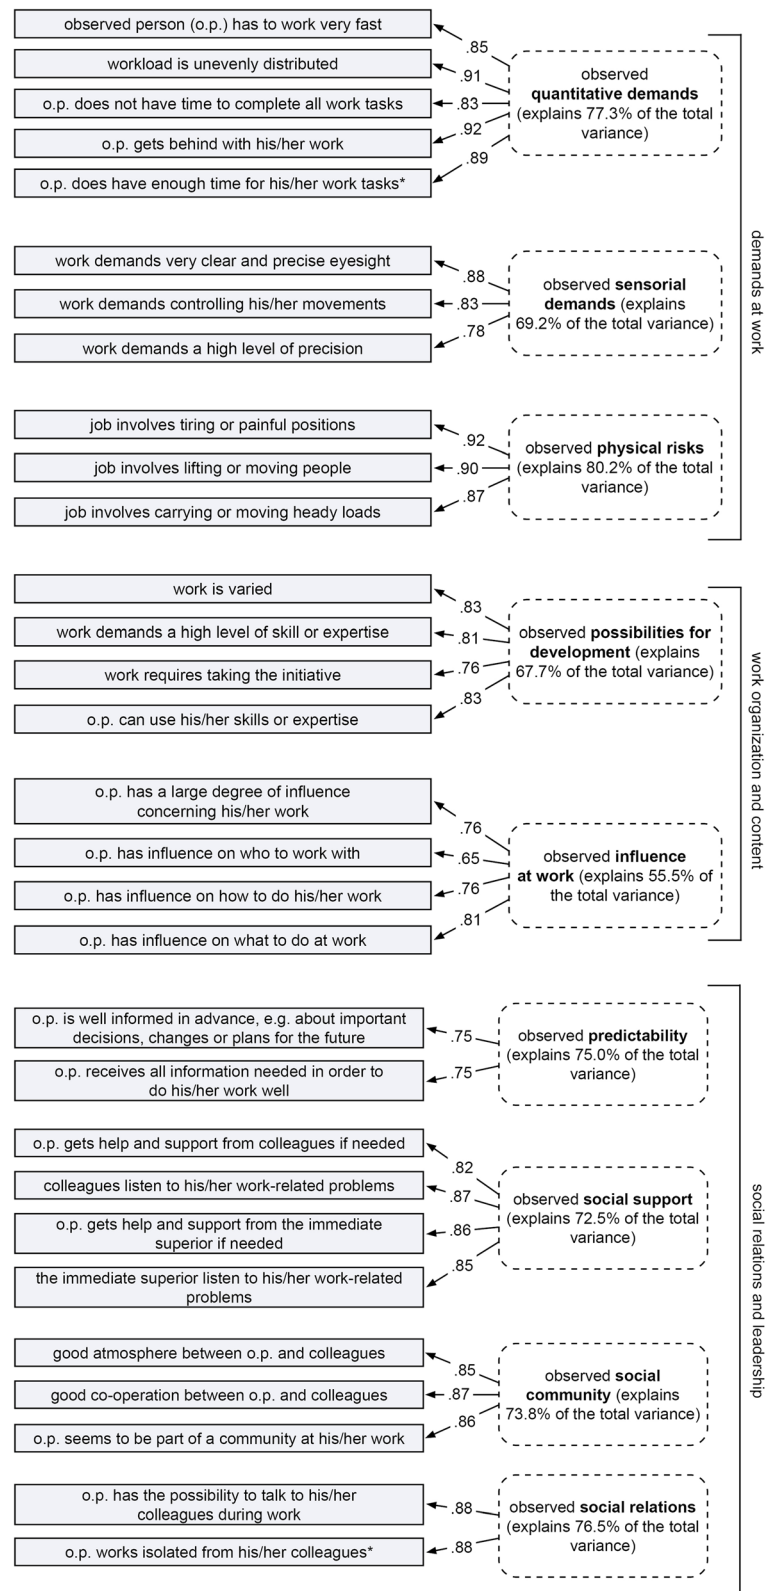 observed person (o.p.) has to work very fast
workload is unevenly distributed
o.p. does not have time to complete all work tasks
o.p. gets behind with his/her work
o.p. does have enough time for his/her work tasks*
.85
.91
.83
.92
.89
observed
quantitative demands
(explains 77.3% of the total
variance)
work demands very clear and precise eyesight
work demands controlling his/her movements
work demands a high level of precision
.88
.83
.78
observed sensorial
demands (explains
69.2% of the total variance)
job involves tiring or painful positions
job involves lifting or moving people
job involves carrying or moving heady loads
.92
.90
.87
observed physical risks
(explains 80.2% of the total
variance)
demands at work
work is varied
work demands a high level of skill or expertise
work requires taking the initiative
o.p. can use his/her skills or expertise
.83
.81
.76
.83
observed possibilities for
development (explains
67.7% of the total variance)
o.p. has a large degree of influence
concerning his/her work
o.p. has influence on who to work with
o.p. has influence on how to do his/her work
o.p. has influence on what to do at work
.76
.65
.76
.81
observed influence
at work (explains 55.5% of
the total variance)
work organization and content
o.p. is well informed in advance, e.g. about important
decisions, changes or plans for the future
o.p. receives all information needed in order to
do his/her work well
.75
.75
observed predictability
(explains 75.0% of the total
variance)
o.p. gets help and support from colleagues if needed
colleagues listen to his/her work-related problems
o.p. gets help and support from the immediate
superior if needed
the immediate superior listen to his/her work-related
problems
.82
.87
.86
.85
observed social support
(explains 72.5% of the total
variance)
good atmosphere between o.p. and colleagues
good co-operation between o.p. and colleagues
o.p. seems to be part of a community at his/her work
.85
.87
.86
observed social
community (explains
73.8% of the total variance)
o.p. has the possibility to talk to his/her
colleagues during work
o.p. works isolated from his/her colleagues*
.88
.88
observed social relations
(explains 76.5% of the total
variance)
social relations and leadership